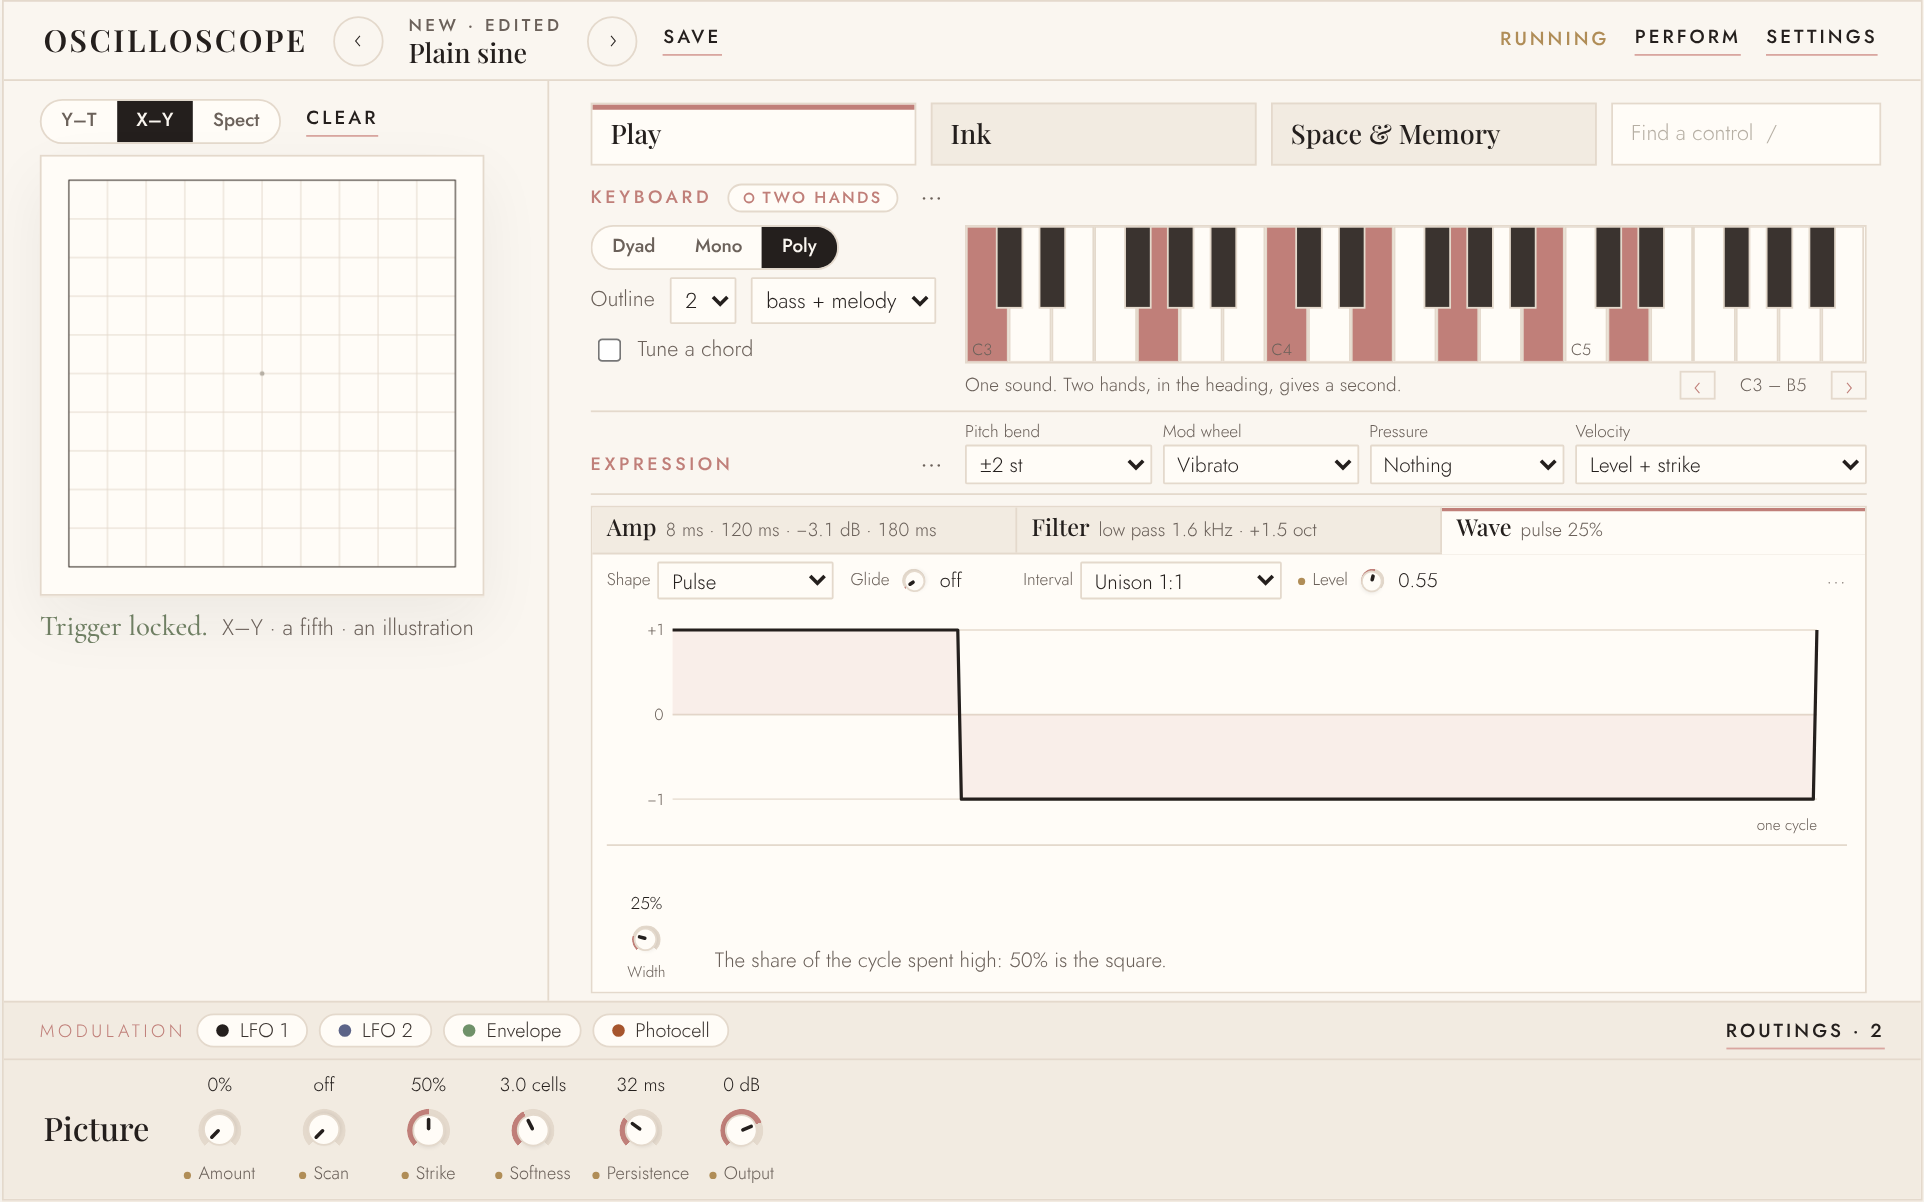 OSCILLOSCOPE
‹
NEW · EDITED
Plain sine
›
SAVE
RUNNING
PERFORM
SETTINGS
Y–T
X–Y
Spect
CLEAR
Trigger locked. X–Y · a fifth · an illustration
Play
Ink
Space & Memory
Find a control /
KEYBOARD
TWO HANDS
...
Dyad
Mono
Poly
Outline
2
bass + melody
Tune a chord
C3
C4
C5
One sound. Two hands, in the heading, gives a second.
‹
C3 – B5
›
EXPRESSION
...
Pitch bend
±2 st
Mod wheel
Vibrato
Pressure
Nothing
Velocity
Level + strike
Amp 8 ms · 120 ms · −3.1 dB · 180 ms
Filter low pass 1.6 kHz · +1.5 oct
Wave pulse 25%
Shape
Pulse
Glide
off
Interval
Unison 1:1
Level
0.55
...
+1
0
−1
one cycle
25%
Width
The share of the cycle spent high: 50% is the square.
MODULATION
LFO 1
LFO 2
Envelope
Photocell
ROUTINGS · 2
Picture
0%
Amount
off
Scan
50%
Strike
3.0 cells
Softness
32 ms
Persistence
0 dB
Output